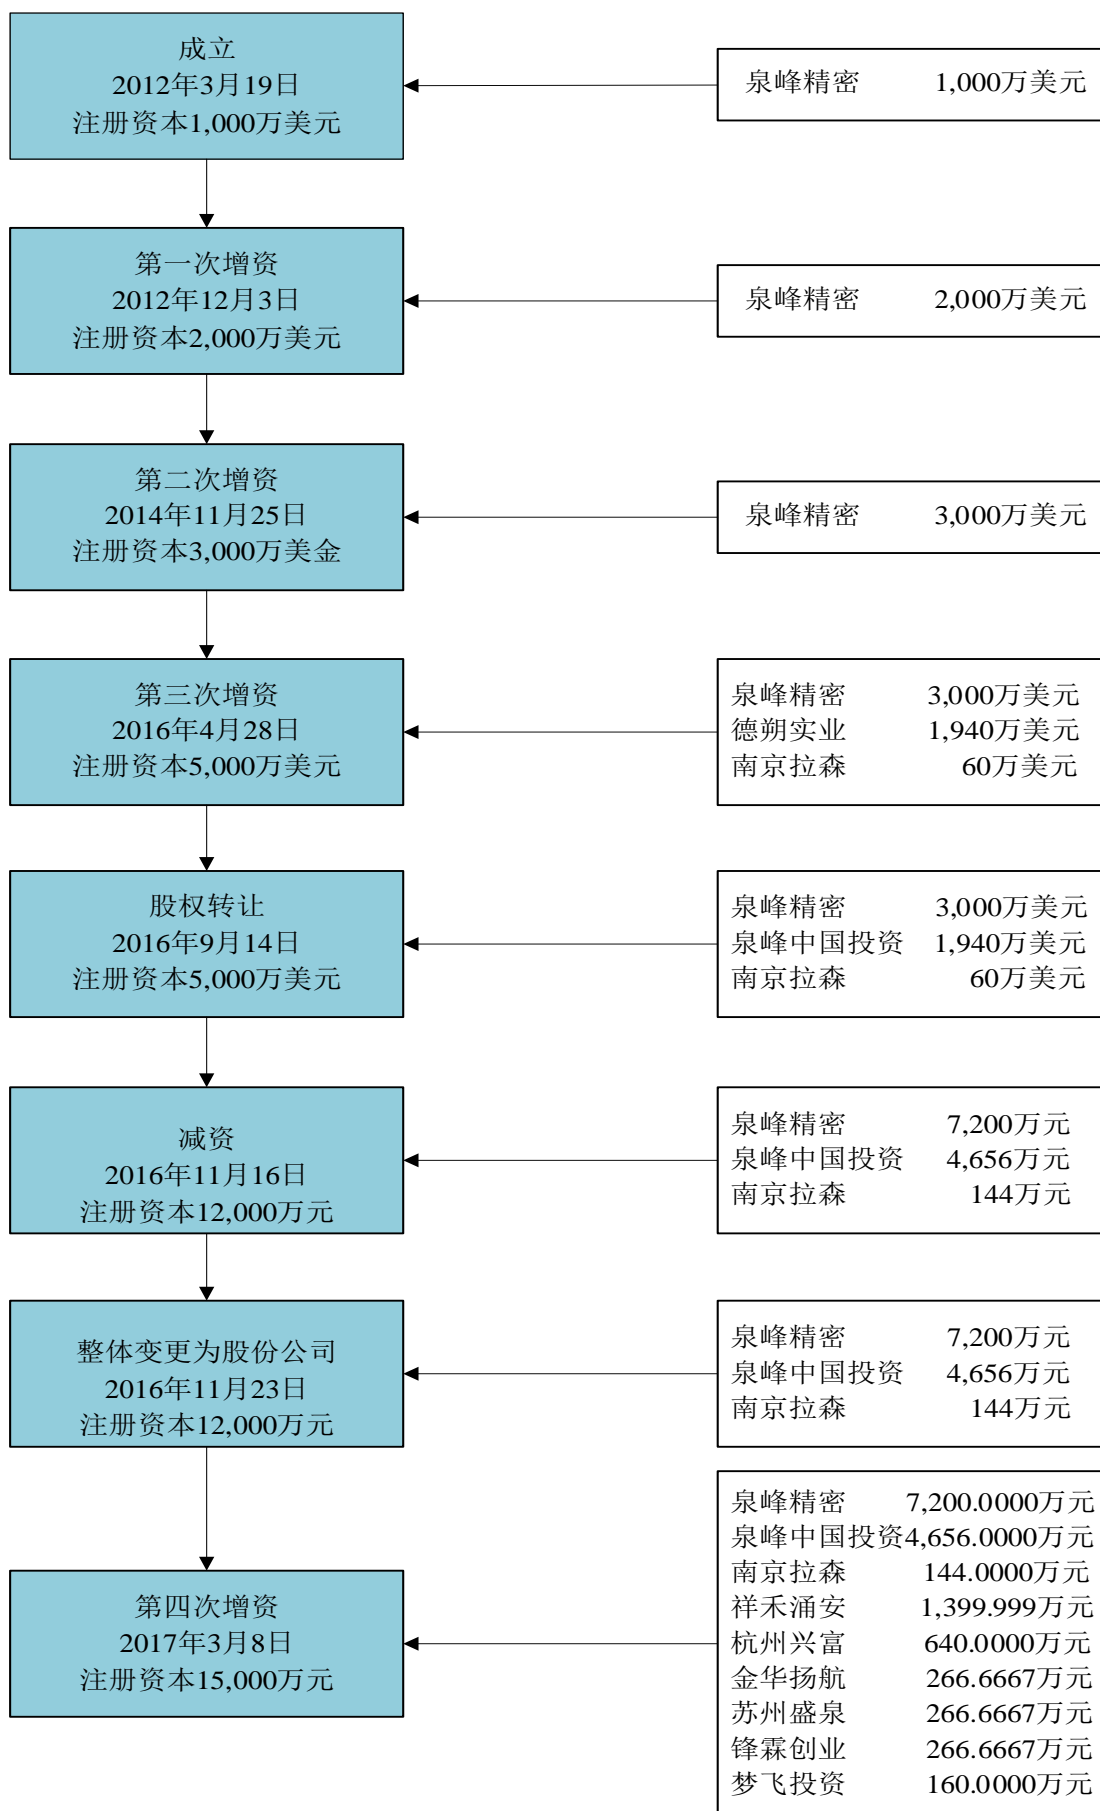 成立
2012年3月19日
注册资本1,000万美元
泉峰精密 1,000万美元
第一次增资
2012年12月3日
注册资本2,000万美元
泉峰精密 2,000万美元
第二次增资
2014年11月25日
注册资本3,000万美金
泉峰精密 3,000万美元
第三次增资
2016年4月28日
注册资本5,000万美元
泉峰精密 3,000万美元
德朔实业 1,940万美元
南京拉森 60万美元
股权转让
2016年9月14日
注册资本5,000万美元
泉峰精密 3,000万美元
泉峰中国投资 1,940万美元
南京拉森 60万美元
减资
2016年11月16日
注册资本12,000万元
泉峰精密 7,200万元
泉峰中国投资 4,656万元
南京拉森 144万元
整体变更为股份公司
2016年11月23日
注册资本12,000万元
泉峰精密 7,200万元
泉峰中国投资 4,656万元
南京拉森 144万元
第四次增资
2017年3月8日
注册资本15,000万元
泉峰精密 7,200.0000万元
泉峰中国投资4,656.0000万元
南京拉森 144.0000万元
祥禾涌安 1,399.999万元
杭州兴富 640.0000万元
金华扬航 266.6667万元
苏州盛泉 266.6667万元
锋霖创业 266.6667万元
梦飞投资 160.0000万元